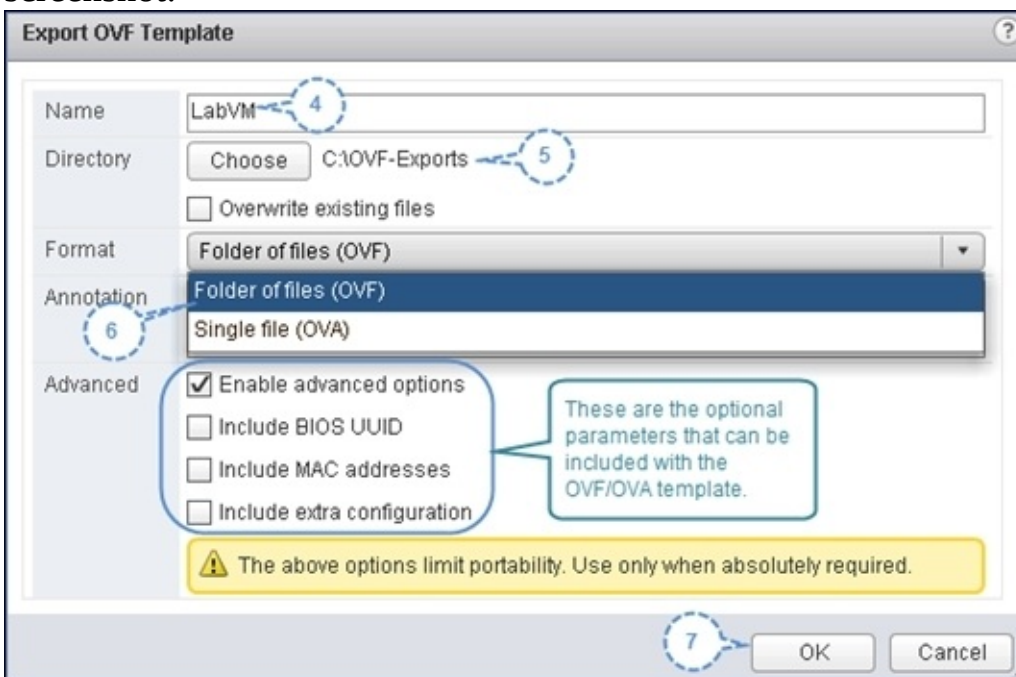 screenshot:
Export OVF Template
?
Name
LabVM
4
Directory
Choose
C:\OVF-Exports
5
Overwrite existing files
Format
Folder of files (OVF)
Annotation
Folder of files (OVF)
6
Single file (OVA)
Advanced
Enable advanced options
Include BIOS UUID
Include MAC addresses
Include extra configuration
These are the optional
parameters that can be
included with the
OVF/OVA template.
The above options limit portability. Use only when absolutely required.
7
OK
Cancel